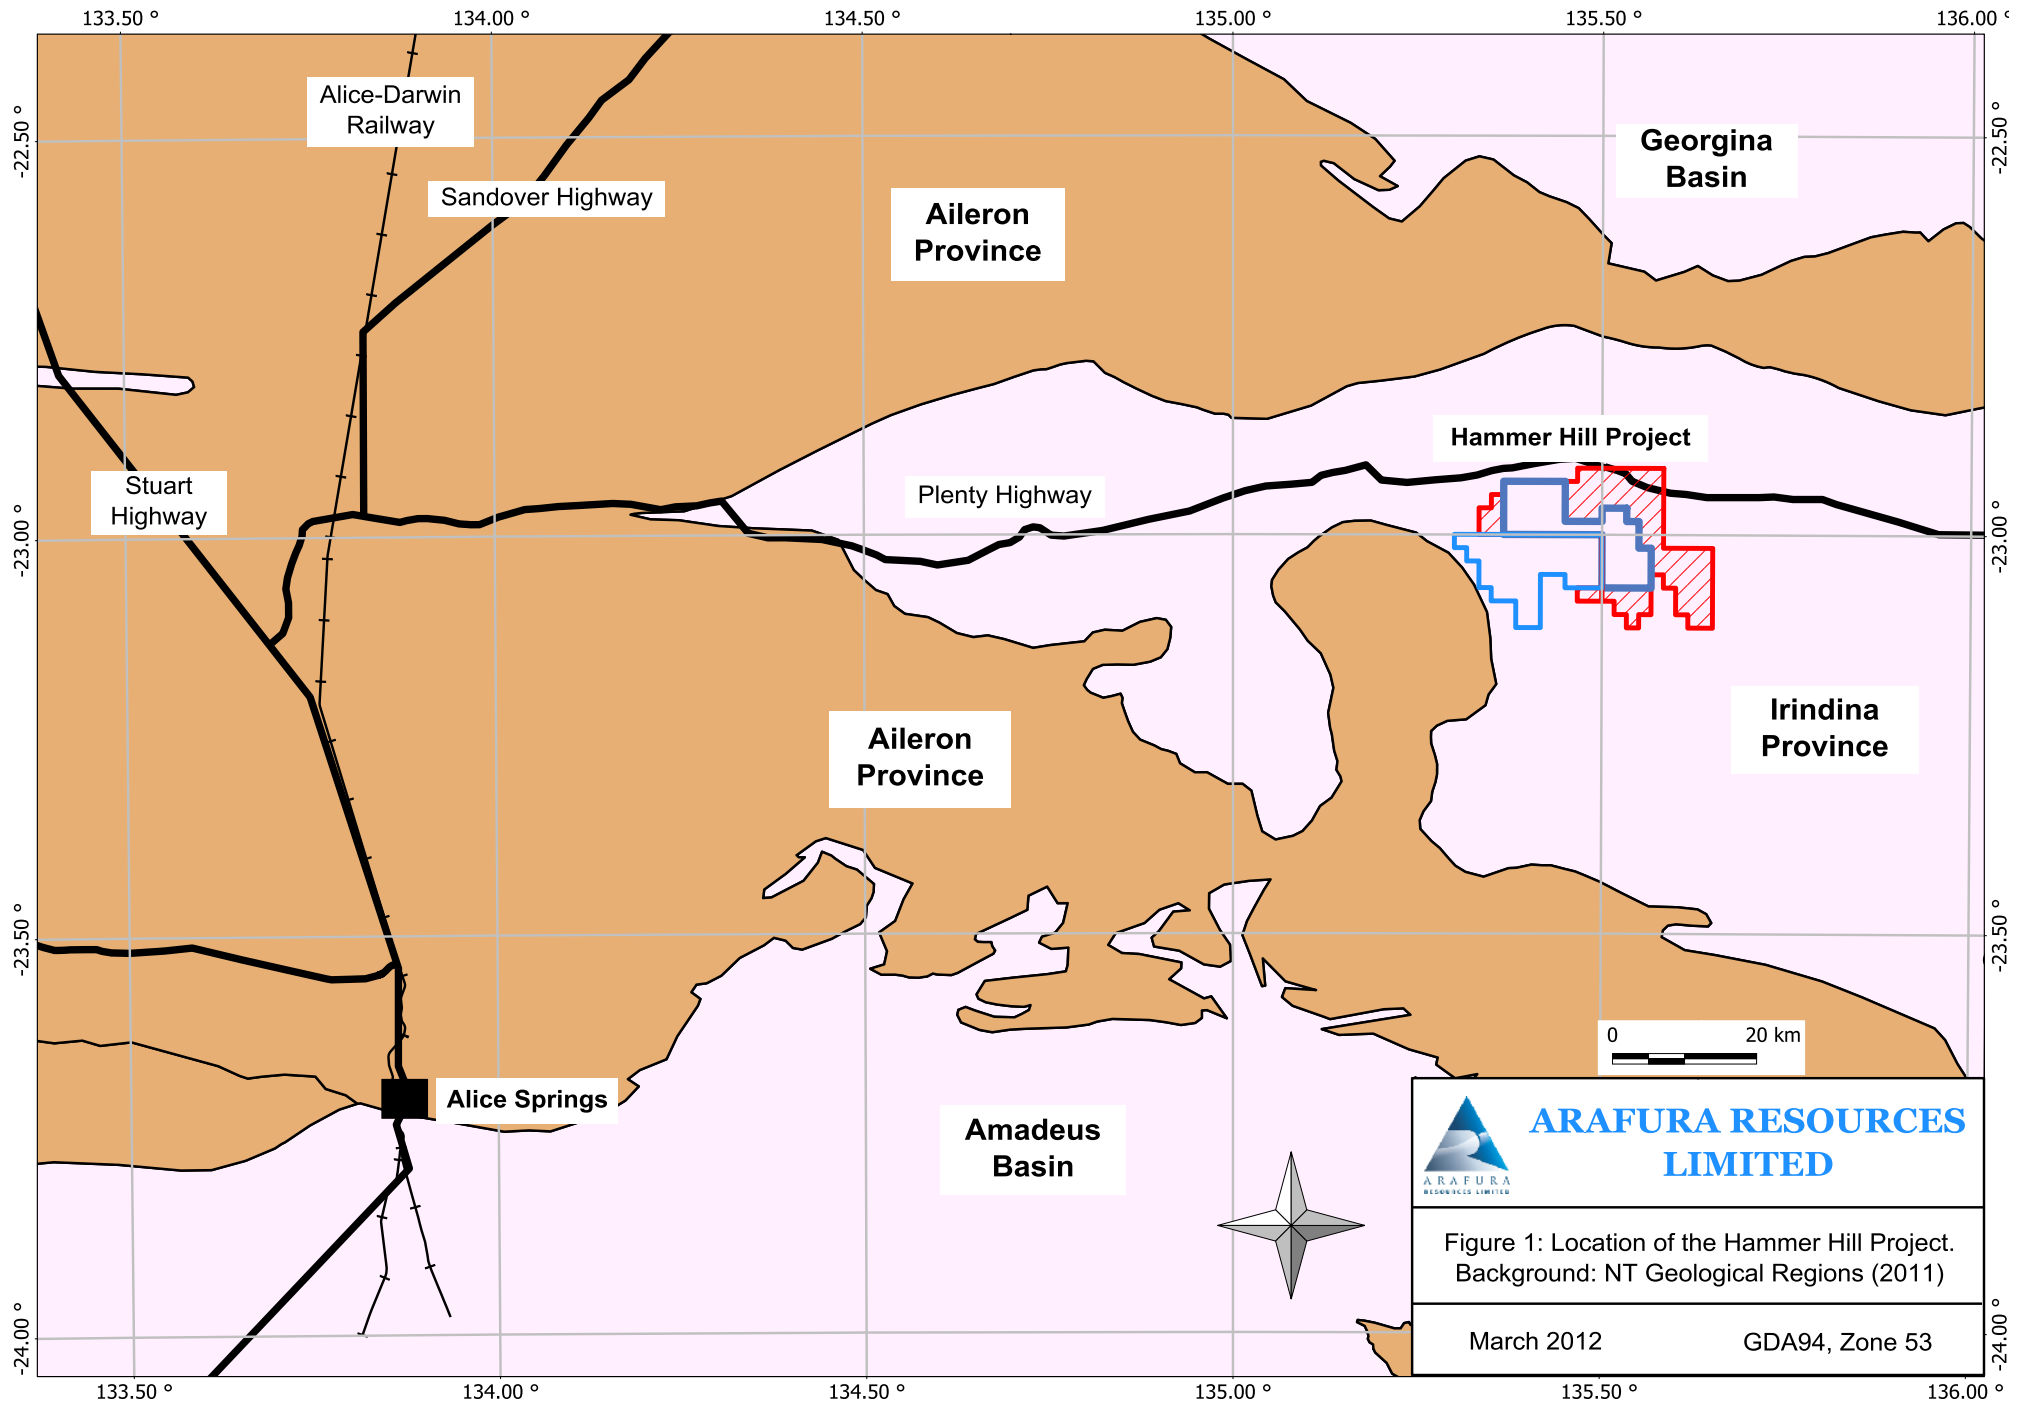 133.50 °
134.00 °
134.50 °
135.00 °
135.50 °
136.00 °
Alice-Darwin
Railway
-22.50 °
-22.50 °
Georgina
Basin
Sandover Highway
Aileron
Province
Hammer Hill Project
Stuart
Highway
Plenty Highway
-23.00 °
-23.00 °
Irindina
Province
Aileron
Province
-23.50 °
-23.50 °
0 20 km
Alice Springs
Amadeus
Basin
ARAFURA RESOURCES
LIMITED
ARAFURA
RESOURCES LIMITED
Figure 1: Location of the Hammer Hill Project.
Background: NT Geological Regions (2011)
-24.00 °
-24.00 °
March 2012 GDA94, Zone 53
133.50 °
134.00 °
134.50 °
135.00 °
135.50 °
136.00 °